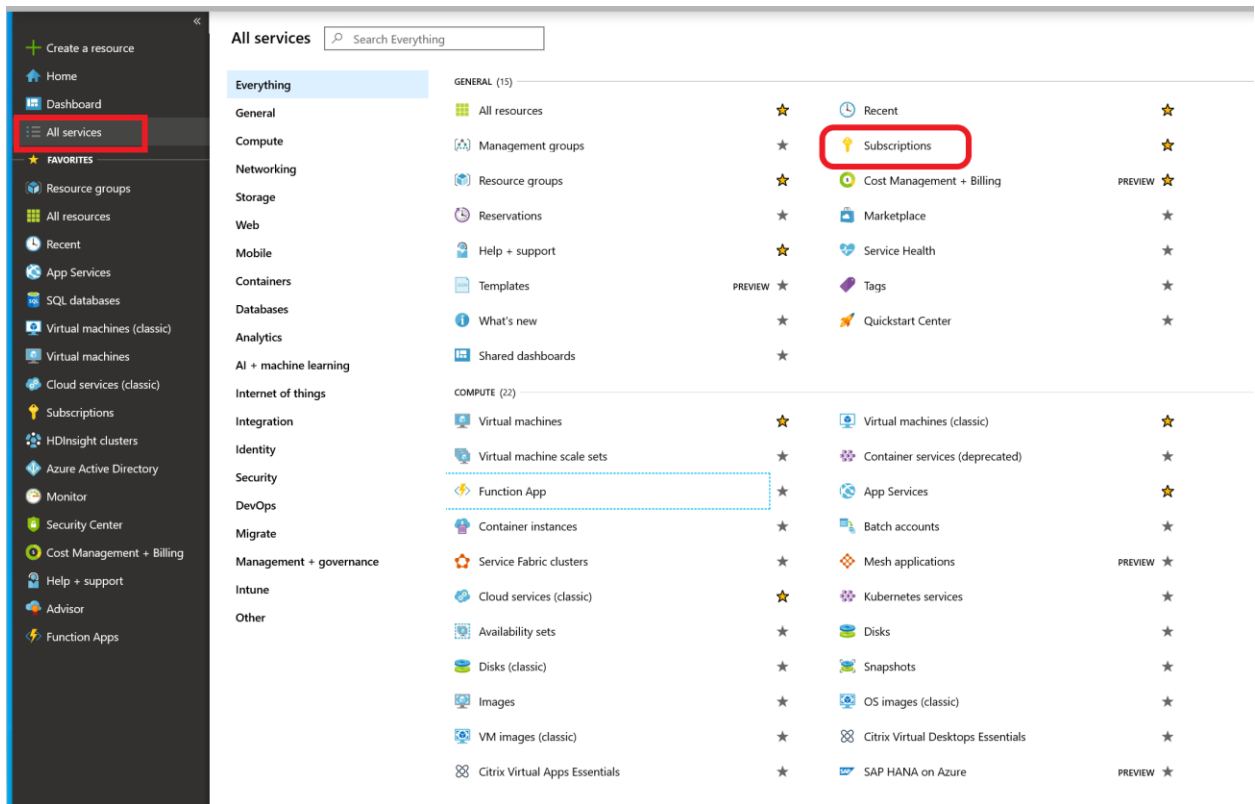 «
Create a resource
Home
Dashboard
All services
FAVORITES
Resource groups
All resources
Recent
App Services
SQL databases
Virtual machines (classic)
Virtual machines
Cloud services (classic)
Subscriptions
HDInsight clusters
Azure Active Directory
Monitor
Security Center
Cost Management + Billing
Help + support
Advisor
Function Apps
All services
Search Everything
Everything
General
Compute
Networking
Storage
Web
Mobile
Containers
Databases
Analytics
AI + machine learning
Internet of things
Integration
Identity
Security
DevOps
Migrate
Management + governance
Intune
Other
GENERAL (15)
All resources
Recent
Management groups
Subscriptions
Resource groups
Cost Management + Billing PREVIEW
Reservations
Marketplace
Help + support
Service Health
Templates PREVIEW
Tags
What's new
Quickstart Center
Shared dashboards
COMPUTE (22)
Virtual machines
Virtual machines (classic)
Virtual machine scale sets
Container services (deprecated)
Function App
App Services
Container instances
Batch accounts
Service Fabric clusters
Mesh applications PREVIEW
Cloud services (classic)
Kubernetes services
Availability sets
Disks
Disks (classic)
Snapshots
Images
OS images (classic)
VM images (classic)
Citrix Virtual Desktops Essentials
Citrix Virtual Apps Essentials
SAP HANA on Azure PREVIEW